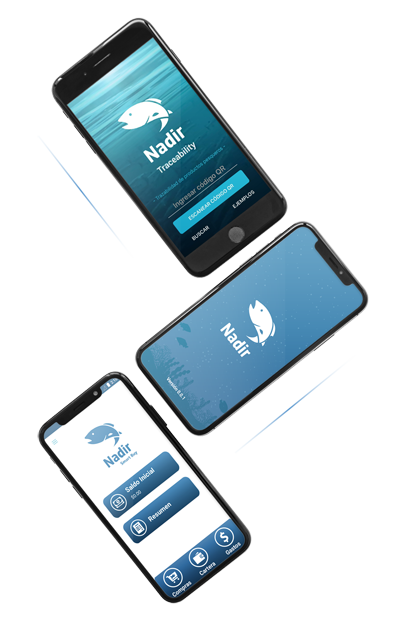 Nadir
Traceability
Trazabilidad de productos pesqueros
Ingresar código QR
ESCANEAR CÓDIGO QR
BUSCAR
EJEMPLOS
Nadir
Versión 0.0.1
Nadir
Smart Buy
Saldo Inicial
$0.00
Resumen
Compras
Cartera
Gastos